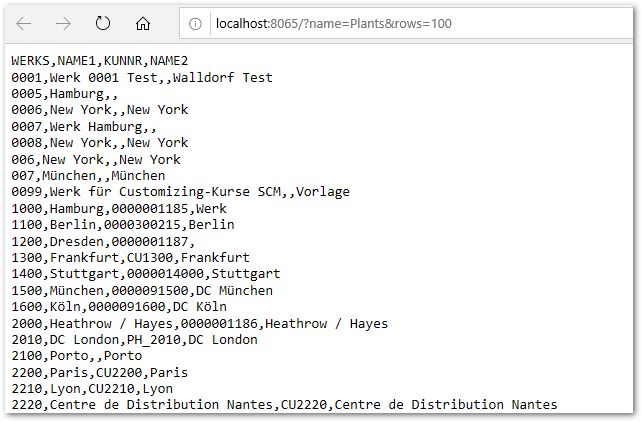 localhost:8065/?name=Plants&rows=100
WERKS,NAME1,KUNNR,NAME2
0001,Werk 0001 Test,,Walldorf Test
0005,Hamburg,,
0006,New York,,New York
0007,Werk Hamburg,,
0008,New York,,New York
006,New York,,New York
007,München,,München
0099,Werk für Customizing-Kurse SCM,,Vorlage
1000,Hamburg,0000001185,Werk
1100,Berlin,0000300215,Berlin
1200,Dresden,0000001187,
1300,Frankfurt,CU1300,Frankfurt
1400,Stuttgart,0000014000,Stuttgart
1500,München,0000091500,DC München
1600,Köln,0000091600,DC Köln
2000,Heathrow / Hayes,0000001186,Heathrow / Hayes
2010,DC London,PH_2010,DC London
2100,Porto,,Porto
2200,Paris,CU2200,Paris
2210,Lyon,CU2210,Lyon
2220,Centre de Distribution Nantes,CU2220,Centre de Distribution Nantes